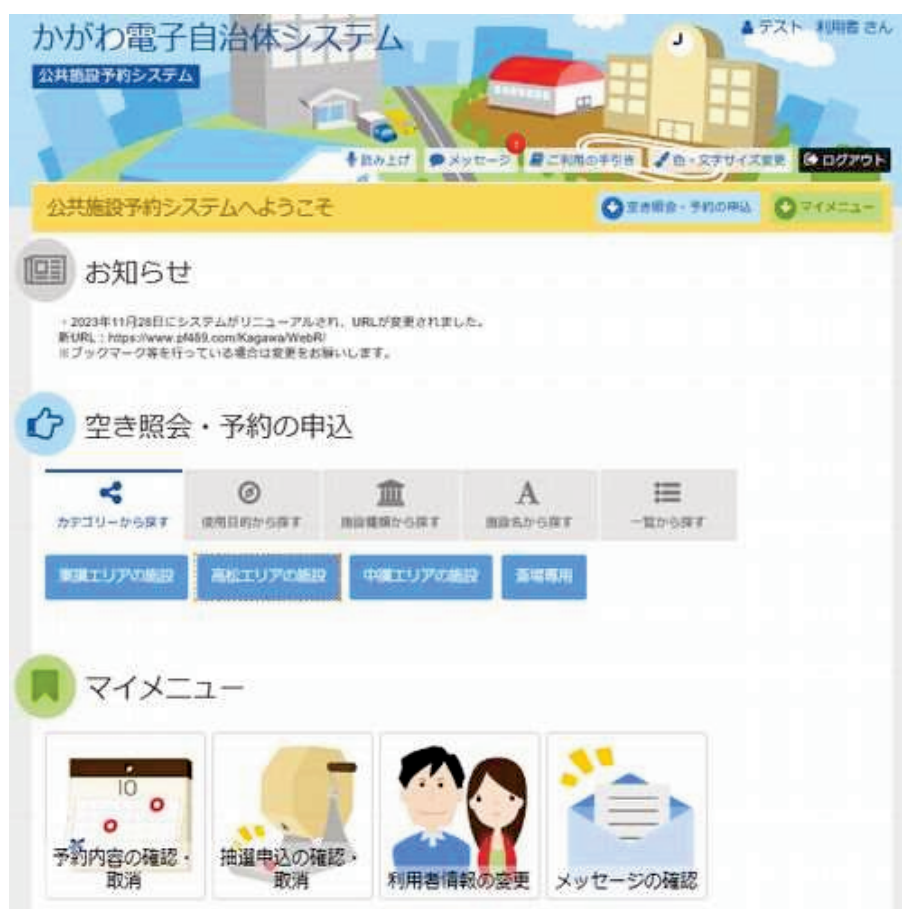 かがわ電子自治体システム
公共施設予約システム
テスト 利用者 さん
読み上げ
メッセージ
1
ご利用の手引き
色・文字サイズ変更
ログアウト
公共施設予約システムへようこそ
空き照会・予約の申込
マイメニュー
お知らせ
・2023年11月28日にシステムがリニューアルされ、URLが変更されました。
新URL:https://www.pf489.com/Kagawa/WebR/
※ブックマーク等を行っている場合は変更をお願いします。
空き照会・予約の申込
カテゴリーから探す
使用目的から探す
施設種類から探す
施設名から探す
一覧から探す
東讃エリアの施設
高松エリアの施設
中讃エリアの施設
斎場専用
マイメニュー
10
予約内容の確認・
取消
抽選申込の確認・
取消
利用者情報の変更
メッセージの確認